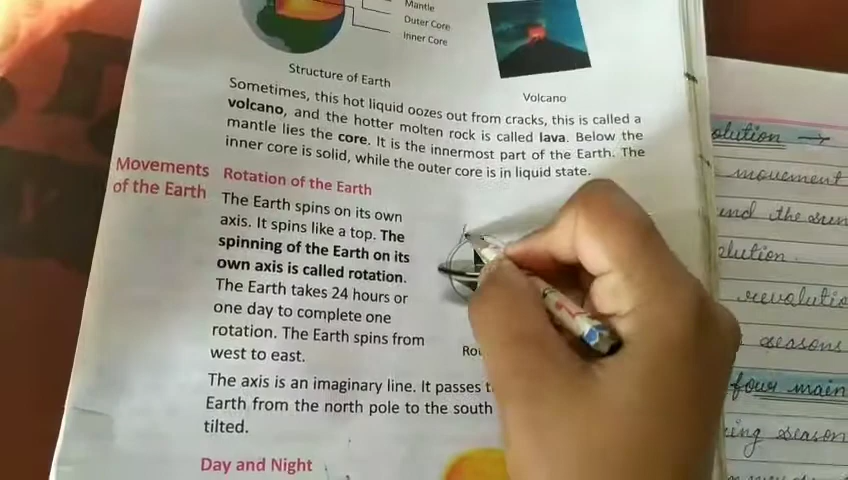 Mantle
Outer Core
Inner Core
Structure of Earth
Volcano
Sometimes, this hot liquid oozes out from cracks, this is called a
volcano, and the hotter molten rock is called lava. Below the
mantle lies the core. It is the innermost part of the Earth. The
inner core is solid, while the outer core is in liquid state.
Movements
of the Earth
Rotation of the Earth
The Earth spins on its own
axis. It spins like a top. The
spinning of the Earth on its
own axis is called rotation.
The Earth takes 24 hours or
one day to complete one
rotation. The Earth spins from
west to east.
The axis is an imaginary line. It passes
Earth from the north pole to the south
tilted.
Day and Night
olution →
movement
and the sun
olution.
revolutio
seasons
four main
ing season